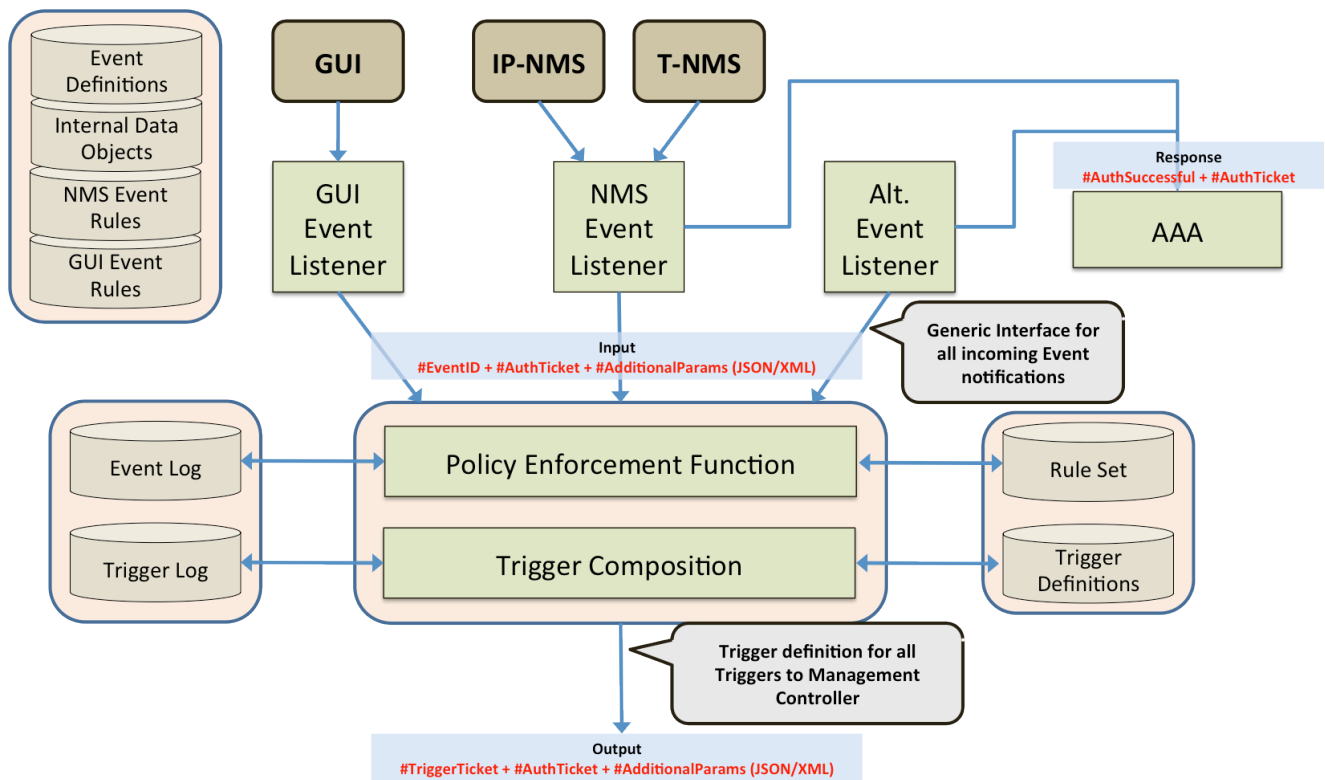 Event
Definitions
Internal Data
Objects
NMS Event
Rules
GUI Event
Rules
GUI
IP-NMS
T-NMS
GUI
Event
Listener
NMS
Event
Listener
Alt.
Event
Listener
Response
#AuthSuccessful + #AuthTicket
AAA
Generic Interface for
all incoming Event
notifications
Input
#EventID + #AuthTicket + #AdditionalParams (JSON/XML)
Event Log
Trigger Log
Policy Enforcement Function
Trigger Composition
Rule Set
Trigger
Definitions
Trigger definition for all
Triggers to Management
Controller
Output
#TriggerTicket + #AuthTicket + #AdditionalParams (JSON/XML)